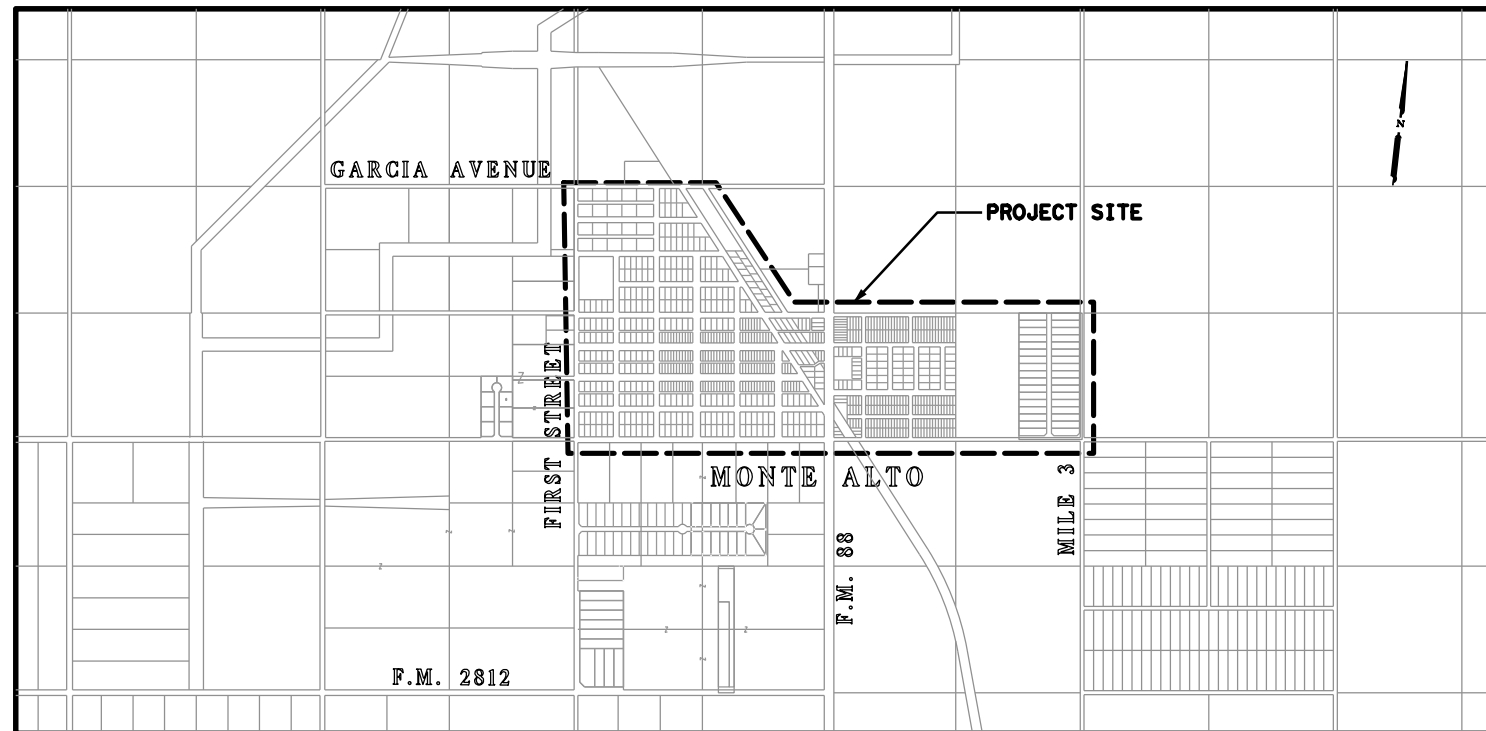 N
GARCIA AVENUE
PROJECT SITE
FIRST STREET
MONTE ALTO
MILE 3
F.M. 88
F.M. 2812